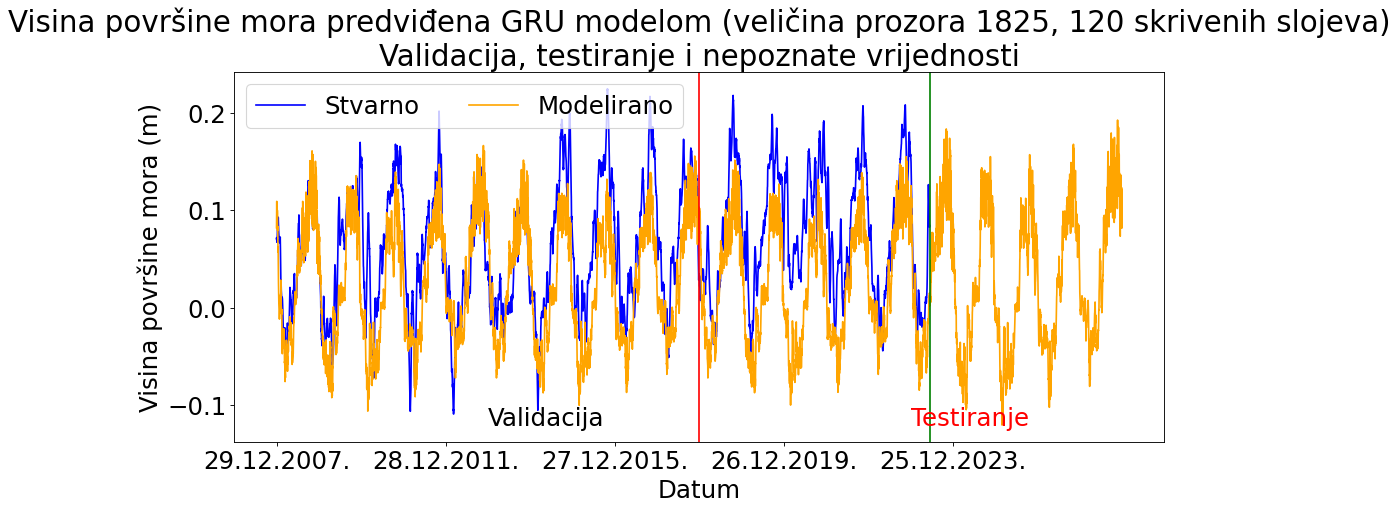 Visina površine mora predviđena GRU modelom (veličina prozora 1825, 120 skrivenih slojeva)
Validacija, testiranje i nepoznate vrijednosti
Stvarno
Modelirano
Visina površine mora (m)
0.2
0.1
0.0
−0.1
Validacija
Testiranje
29.12.2007.
28.12.2011.
27.12.2015.
26.12.2019.
25.12.2023.
Datum